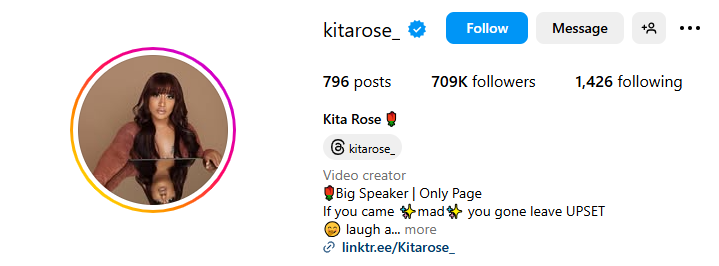 kitarose_
Follow
Message
796 posts
709K followers
1,426 following
Kita Rose🌹
kitarose_
Video creator
🌹Big Speaker | Only Page
If you came ✨mad✨ you gone leave UPSET
😄 laugh a... more
linktr.ee/Kitarose_